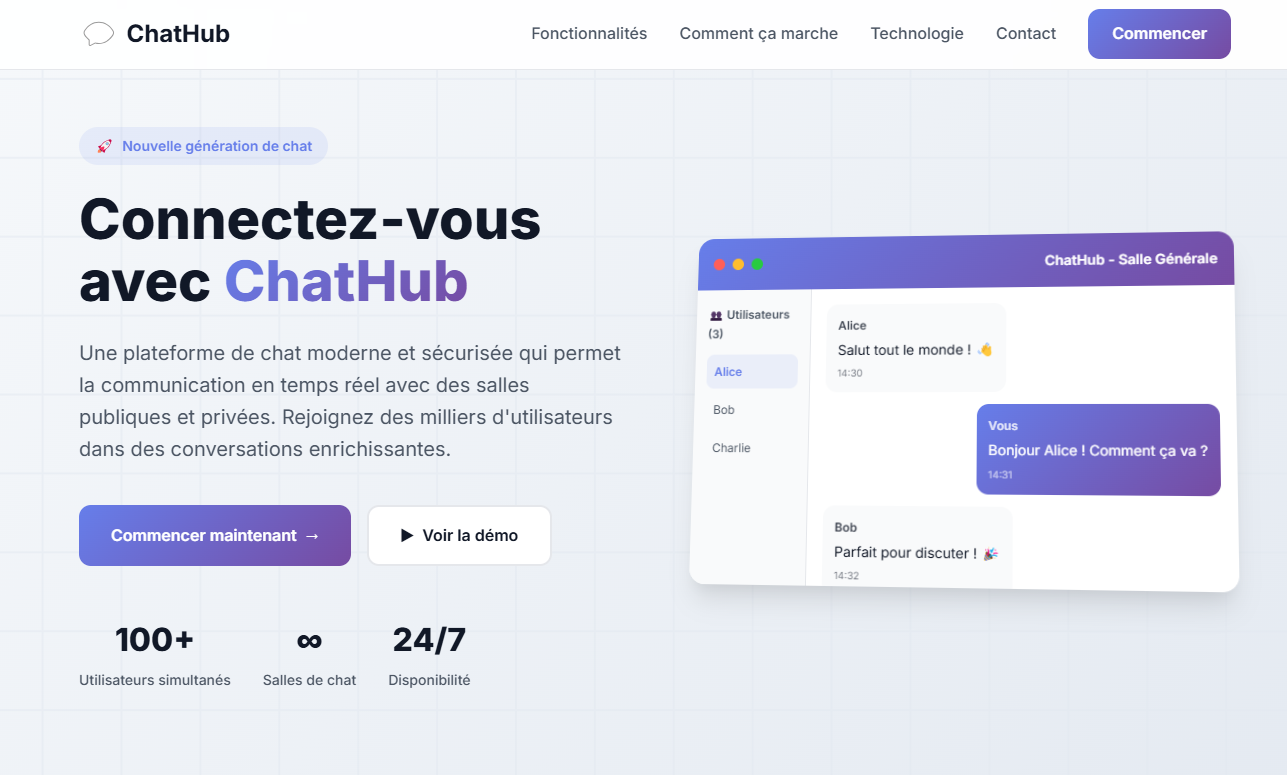 ChatHub
Fonctionnalités
Comment ça marche
Technologie
Contact
Commencer
🚀 Nouvelle génération de chat
Connectez-vous
avec ChatHub
Une plateforme de chat moderne et sécurisée qui permet
la communication en temps réel avec des salles
publiques et privées. Rejoignez des milliers d'utilisateurs
dans des conversations enrichissantes.
Commencer maintenant →
▶ Voir la démo
100+
Utilisateurs simultanés
∞
Salles de chat
24/7
Disponibilité
ChatHub - Salle Générale
👥 Utilisateurs
(3)
Alice
Bob
Charlie
Alice
Salut tout le monde ! 👋
14:30
Vous
Bonjour Alice ! Comment ça va ?
14:31
Bob
Parfait pour discuter ! 🎉
14:32